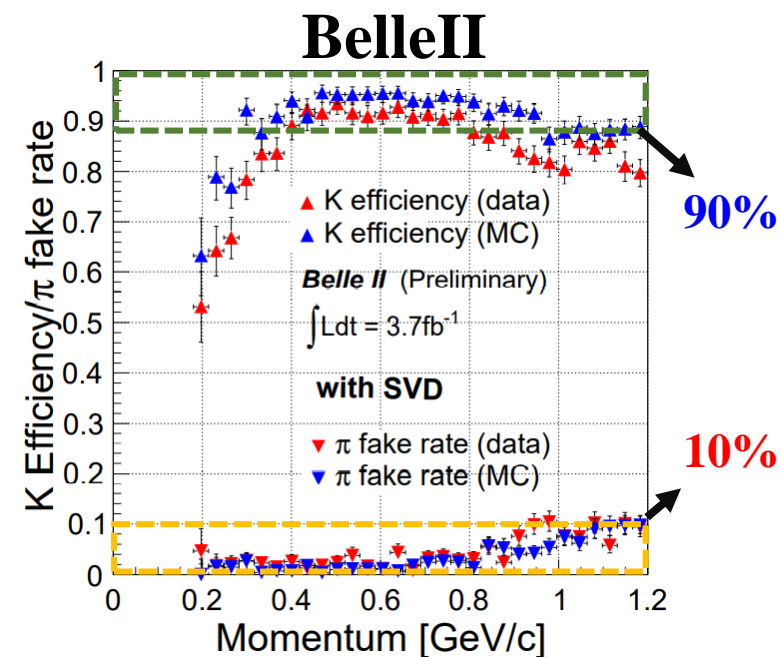 BelleII
K Efficiency/π fake rate
1
0.9
0.8
0.7
0.6
0.5
0.4
0.3
0.2
0.1
0
K efficiency (data)
K efficiency (MC)
Belle II (Preliminary)
∫Ldt = 3.7fb⁻¹
with SVD
π fake rate (data)
π fake rate (MC)
90%
10%
0 0.2 0.4 0.6 0.8 1 1.2
Momentum [GeV/c]